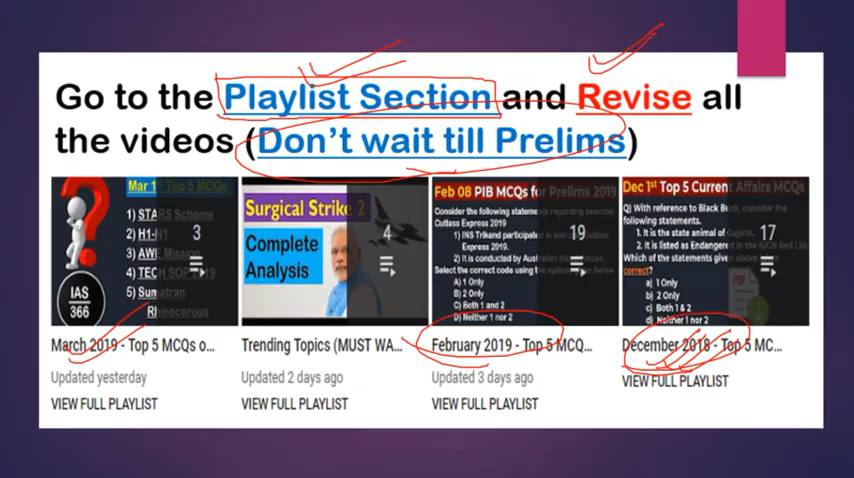 Go to the Playlist Section and Revise all
the videos (Don't wait till Prelims)
Mar 1st Top 5 MCQs
1) STARS Scheme
2) H1-N1
3) AWE Mission
4) TECH SOP 2019
5)
Rhinocerous
IAS
366
3
Surgical Strike 2
Complete
Analysis
4
Feb 08 PIB MCQs for Prelims 2019
Consider the following statements regarding exercise
Cutlass Express 2019
1) INS Trikand participated in Cutlass
Express 2019.
2) It is conducted by Australian
Select the correct code using the options below
A) 1 Only
B) 2 Only
C) Both 1 and 2
D) Neither 1 nor 2
19
Dec 1st Top 5 Current Affairs MCQs
Q) With reference to Black Buck, consider the
following statements.
1. It is the state animal of Gujarat.
2. It is listed as Endangered in the IUCN Red List
Which of the statements given above are
correct?
a) 1 Only
b) 2 Only
c) Both 1 & 2
d) Neither 1 nor 2
PDF
17
March 2019 - Top 5 MCQs o...
Updated yesterday
VIEW FULL PLAYLIST
Trending Topics (MUST WA...
Updated 2 days ago
VIEW FULL PLAYLIST
February 2019 - Top 5 MCQ...
Updated 3 days ago
VIEW FULL PLAYLIST
December 2018 - Top 5 MC...
VIEW FULL PLAYLIST